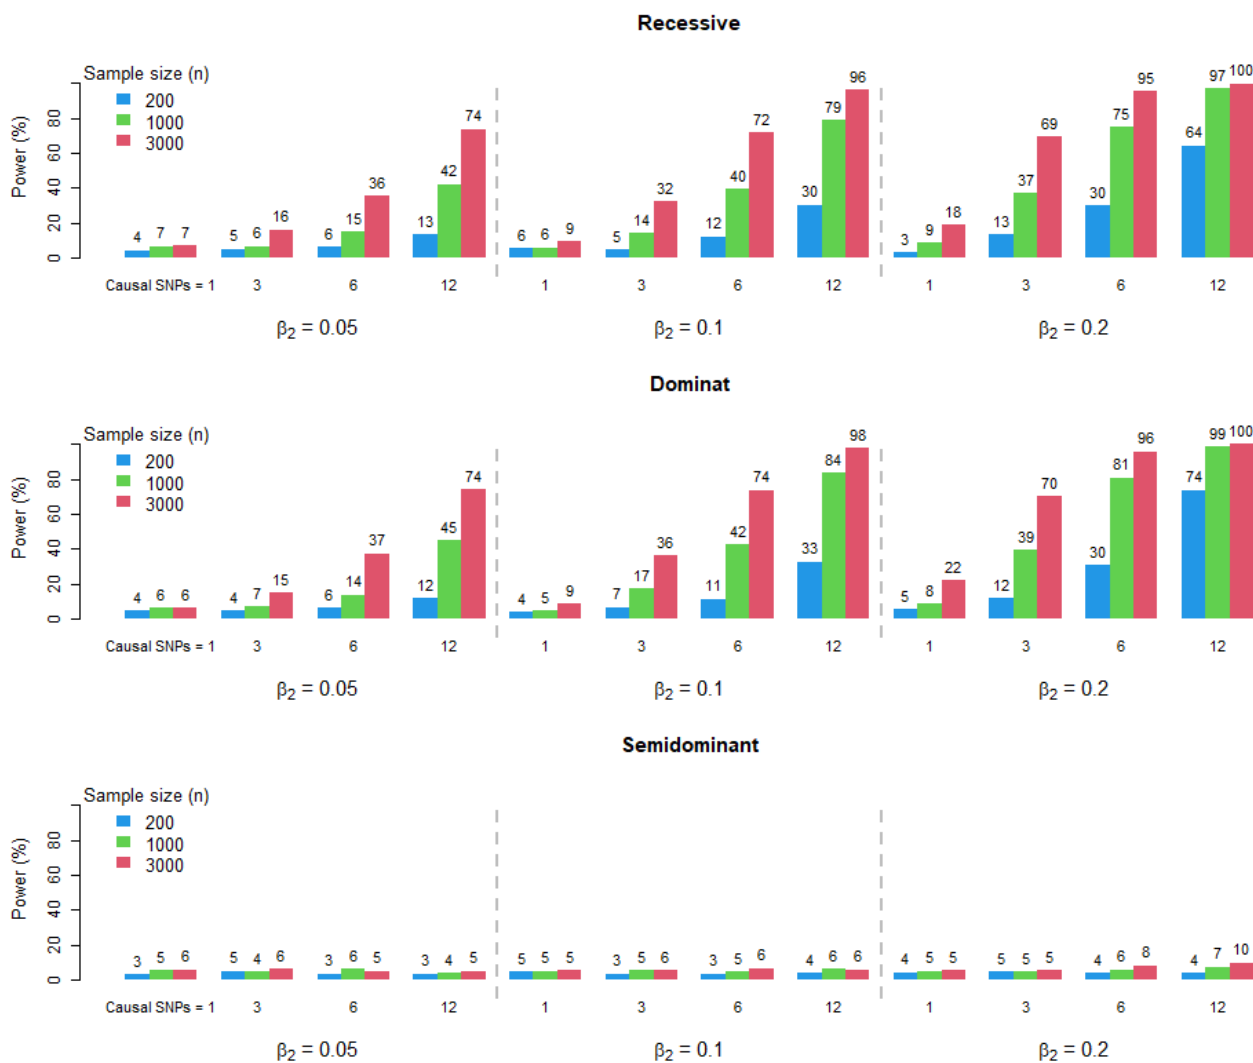 Recessive
Sample size (n)
200
1000
3000
Power (%)
0 20 40 60 80
4 7 7 5 6 16 6 15 36 13 42 74
6 6 9 5 14 32 12 40 72 30 79 96
3 9 18 13 37 69 30 75 95 64 97 100
Causal SNPs = 1 3 6 12 1 3 6 12 1 3 6 12
β2 = 0.05 β2 = 0.1 β2 = 0.2
Dominat
Sample size (n)
200
1000
3000
Power (%)
0 20 40 60 80
4 6 6 4 7 15 6 14 37 12 45 74
4 5 9 7 17 36 11 42 74 33 84 98
5 8 22 12 39 70 30 81 96 74 99 100
Causal SNPs = 1 3 6 12 1 3 6 12 1 3 6 12
β2 = 0.05 β2 = 0.1 β2 = 0.2
Semidominant
Sample size (n)
200
1000
3000
Power (%)
0 20 40 60 80
3 5 6 5 4 6 3 6 5 3 4 5
5 5 5 3 5 6 3 5 6 4 6 6
4 5 5 5 5 5 4 6 8 4 7 10
Causal SNPs = 1 3 6 12 1 3 6 12 1 3 6 12
β2 = 0.05 β2 = 0.1 β2 = 0.2